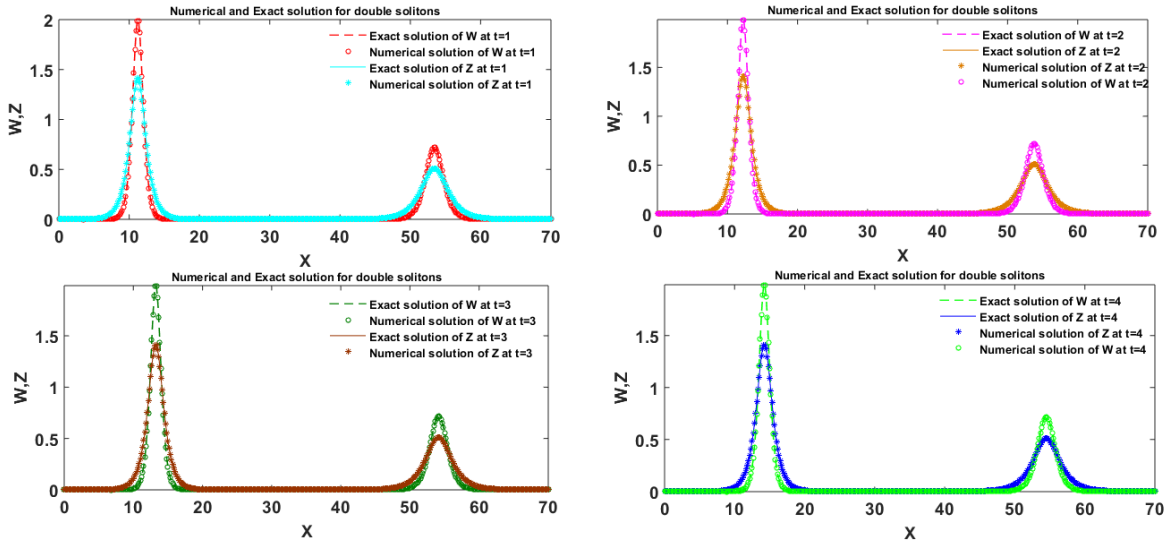 Numerical and Exact solution for double solitons
Exact solution of W at t=1
Numerical solution of W at t=1
Exact solution of Z at t=1
Numerical solution of Z at t=1
2
1.5
1
0.5
0
W,Z
0 10 20 30 40 50 60 70
X
Numerical and Exact solution for double solitons
Exact solution of W at t=2
Exact solution of Z at t=2
Numerical solution of Z at t=2
Numerical solution of W at t=2
1.5
1
0.5
0
W,Z
0 10 20 30 40 50 60 70
X
Numerical and Exact solution for double solitons
Exact solution of W at t=3
Numerical solution of W at t=3
Exact solution of Z at t=3
Numerical solution of Z at t=3
1.5
1
0.5
0
W,Z
0 10 20 30 40 50 60 70
X
Numerical and Exact solution for double solitons
Exact solution of W at t=4
Exact solution of Z at t=4
Numerical solution of Z at t=4
Numerical solution of W at t=4
1.5
1
0.5
0
W,Z
0 10 20 30 40 50 60 70
X